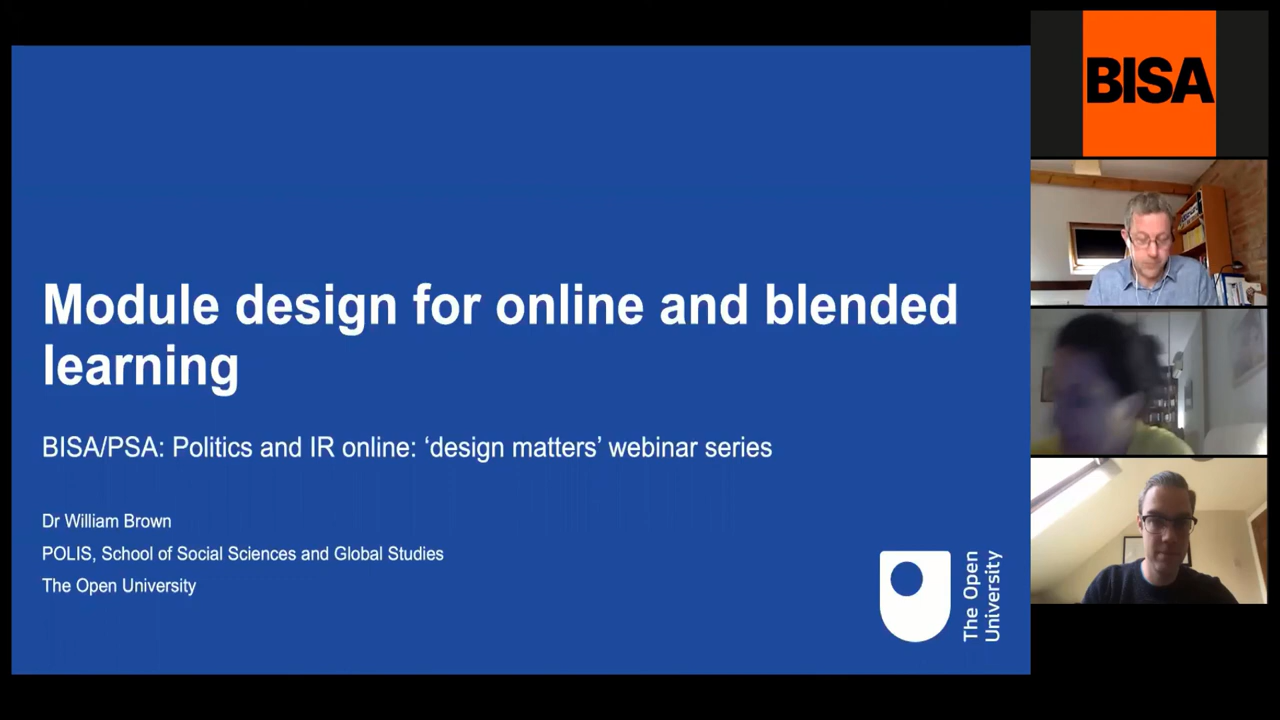 Module design for online and blended
learning
BISA/PSA: Politics and IR online: ‘design matters’ webinar series
Dr William Brown
POLIS, School of Social Sciences and Global Studies
The Open University
The Open
University
BISA